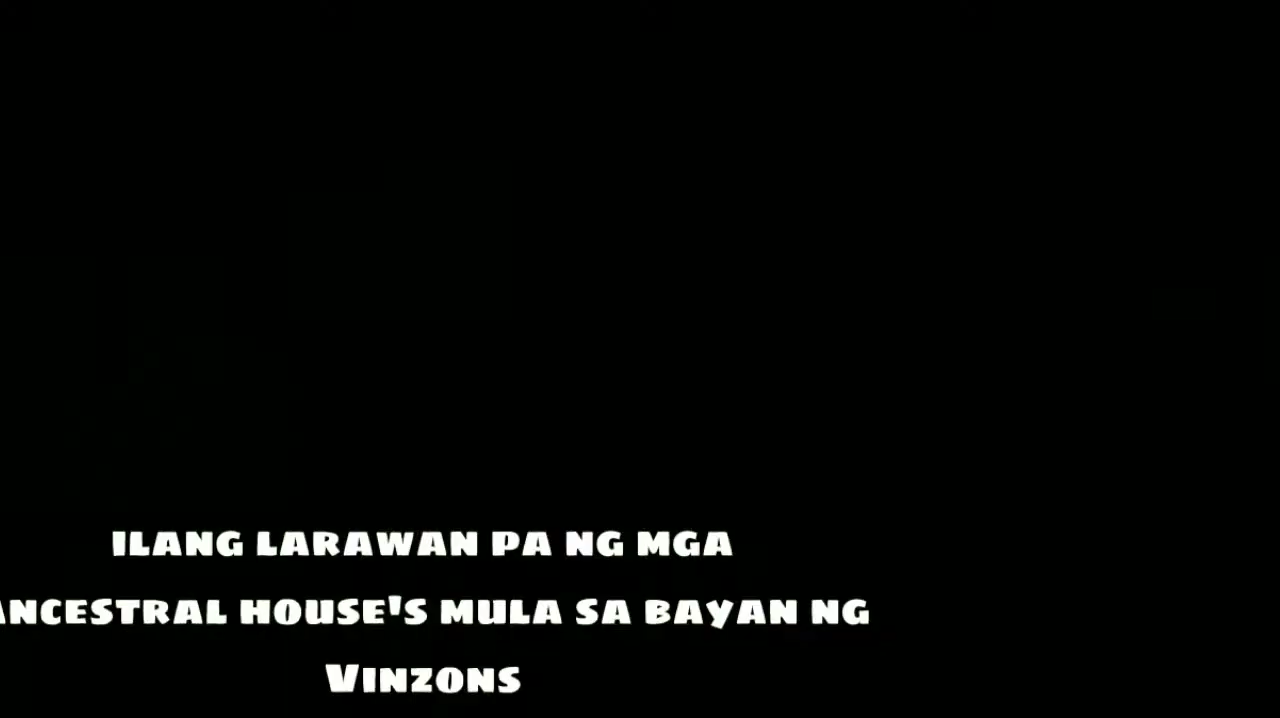 ILANG LARAWAN PA NG MGA
ANCESTRAL HOUSE'S MULA SA BAYAN NG
VINZONS